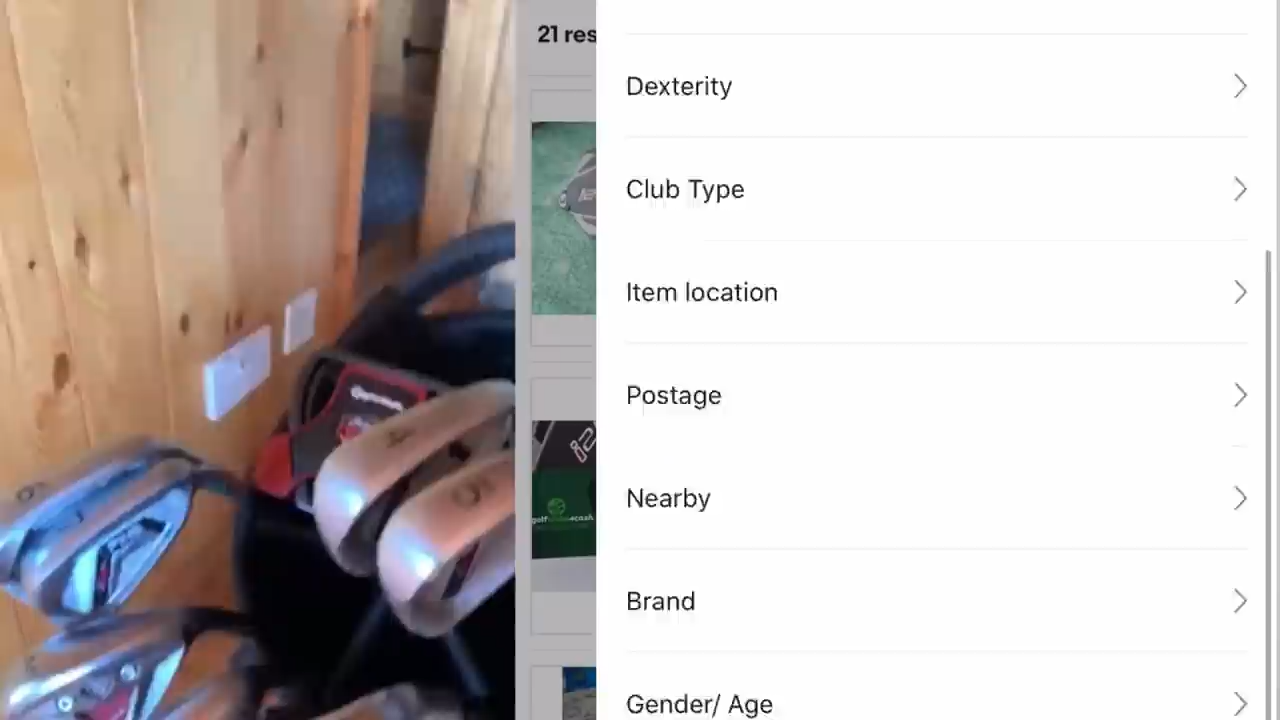 21 res
Dexterity
Club Type
Item location
Postage
Nearby
Brand
Gender/ Age